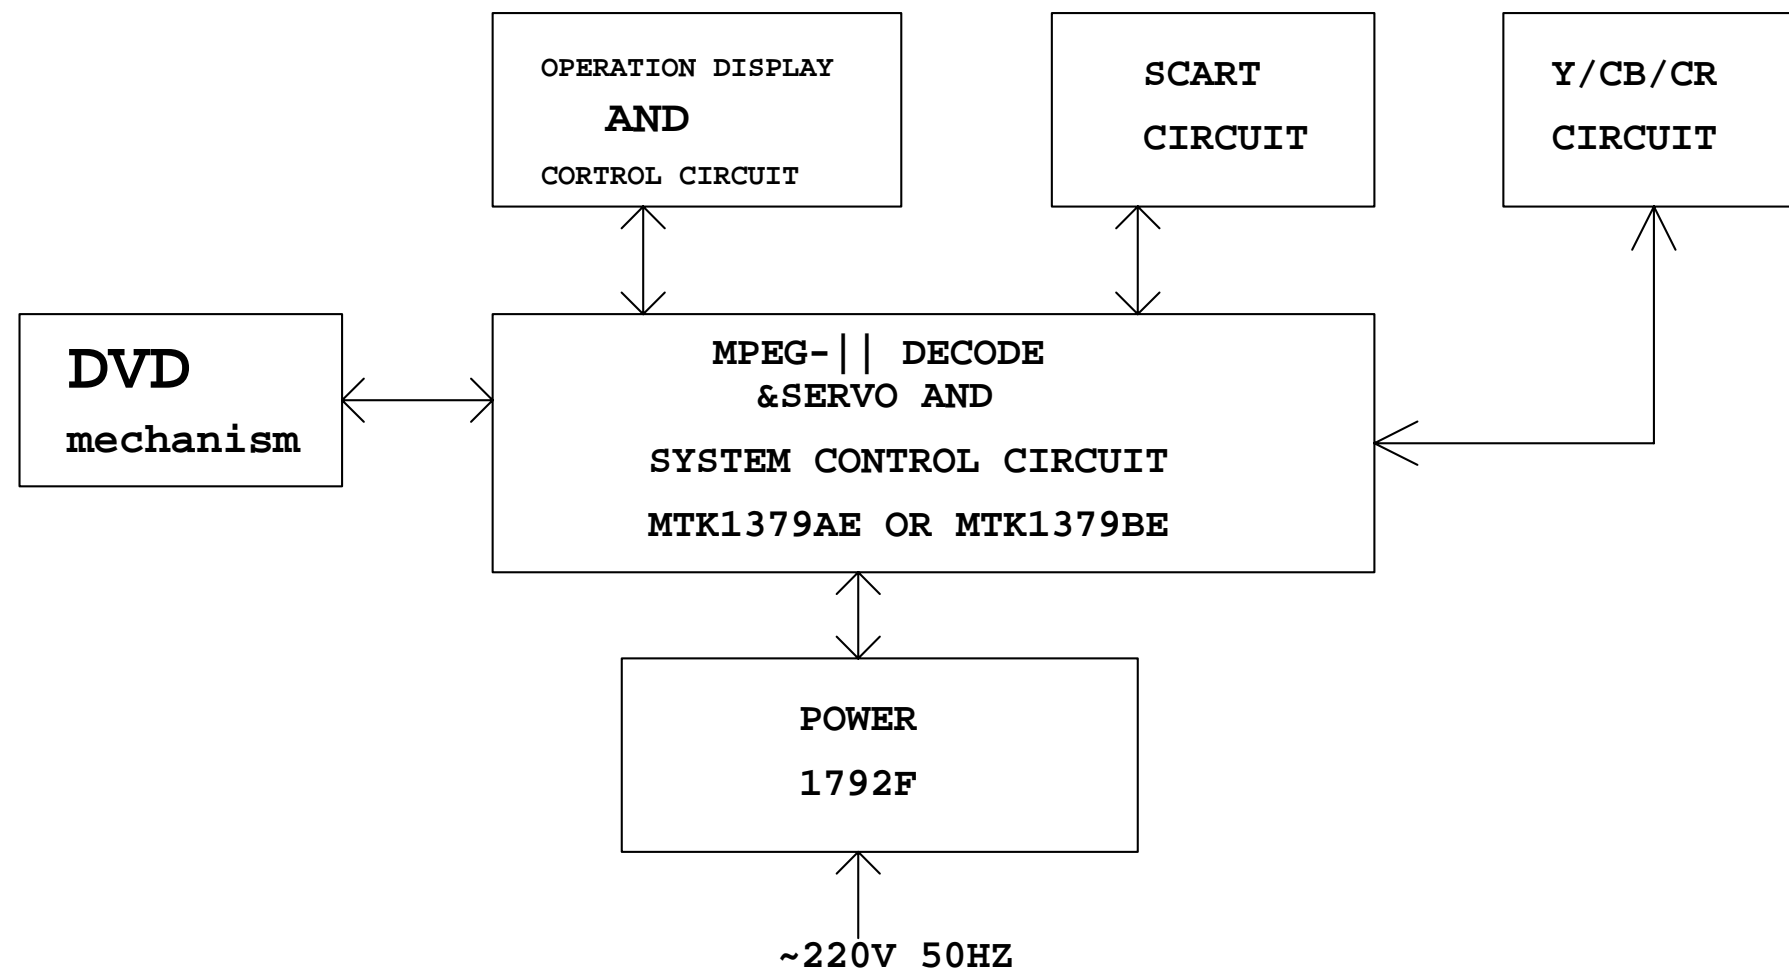 OPERATION DISPLAY
AND
CORTROL CIRCUIT
SCART
CIRCUIT
Y/CB/CR
CIRCUIT
DVD
mechanism
MPEG-|| DECODE
&SERVO AND
SYSTEM CONTROL CIRCUIT
MTK1379AE OR MTK1379BE
POWER
1792F
~220V 50HZ